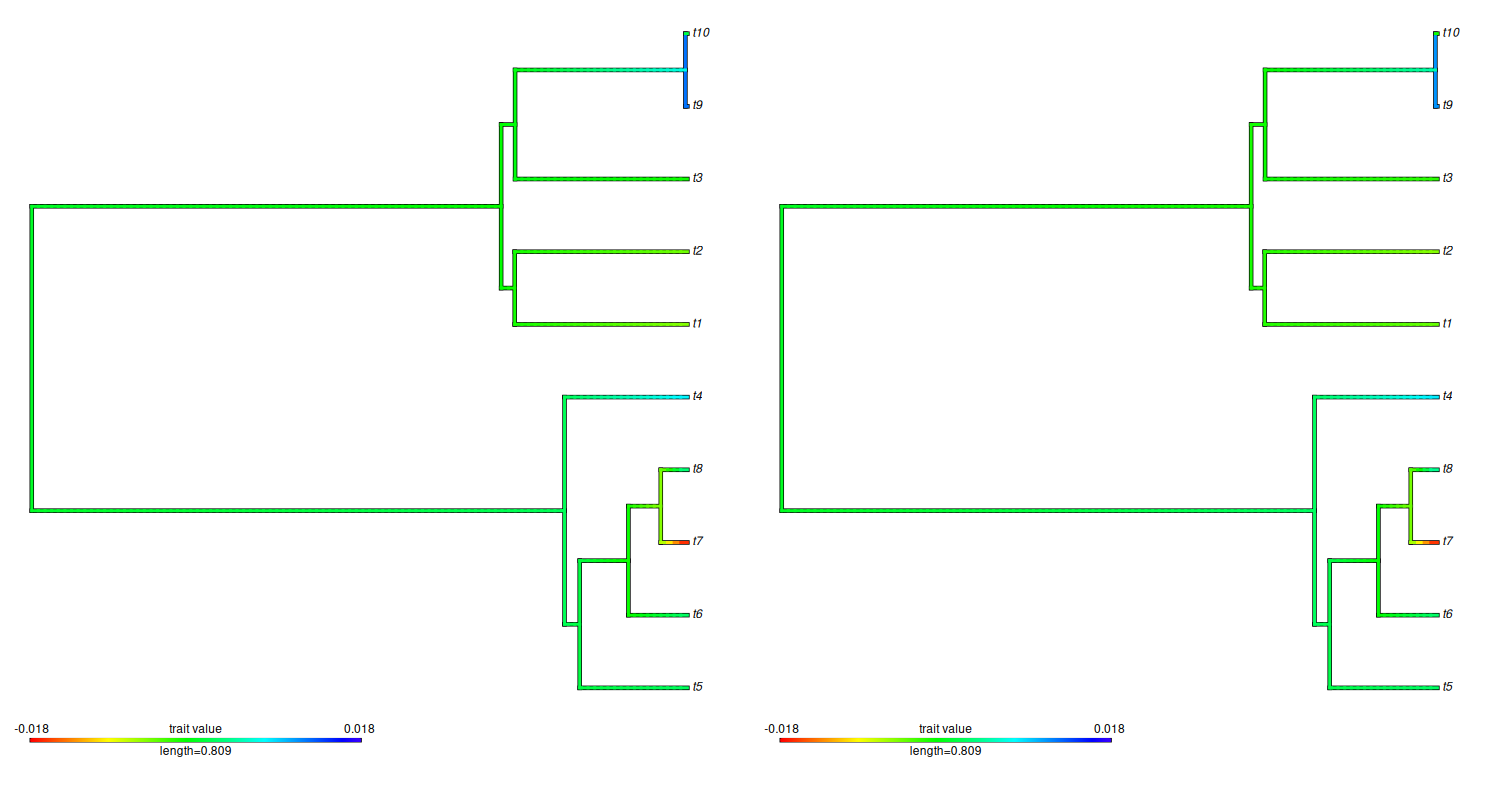 t10 t10
t9 t9
t3 t3
t2 t2
t1 t1
t4 t4
t8 t8
t7 t7
t6 t6
t5 t5
-0.018 trait value 0.018 -0.018 trait value 0.018
length=0.809 length=0.809